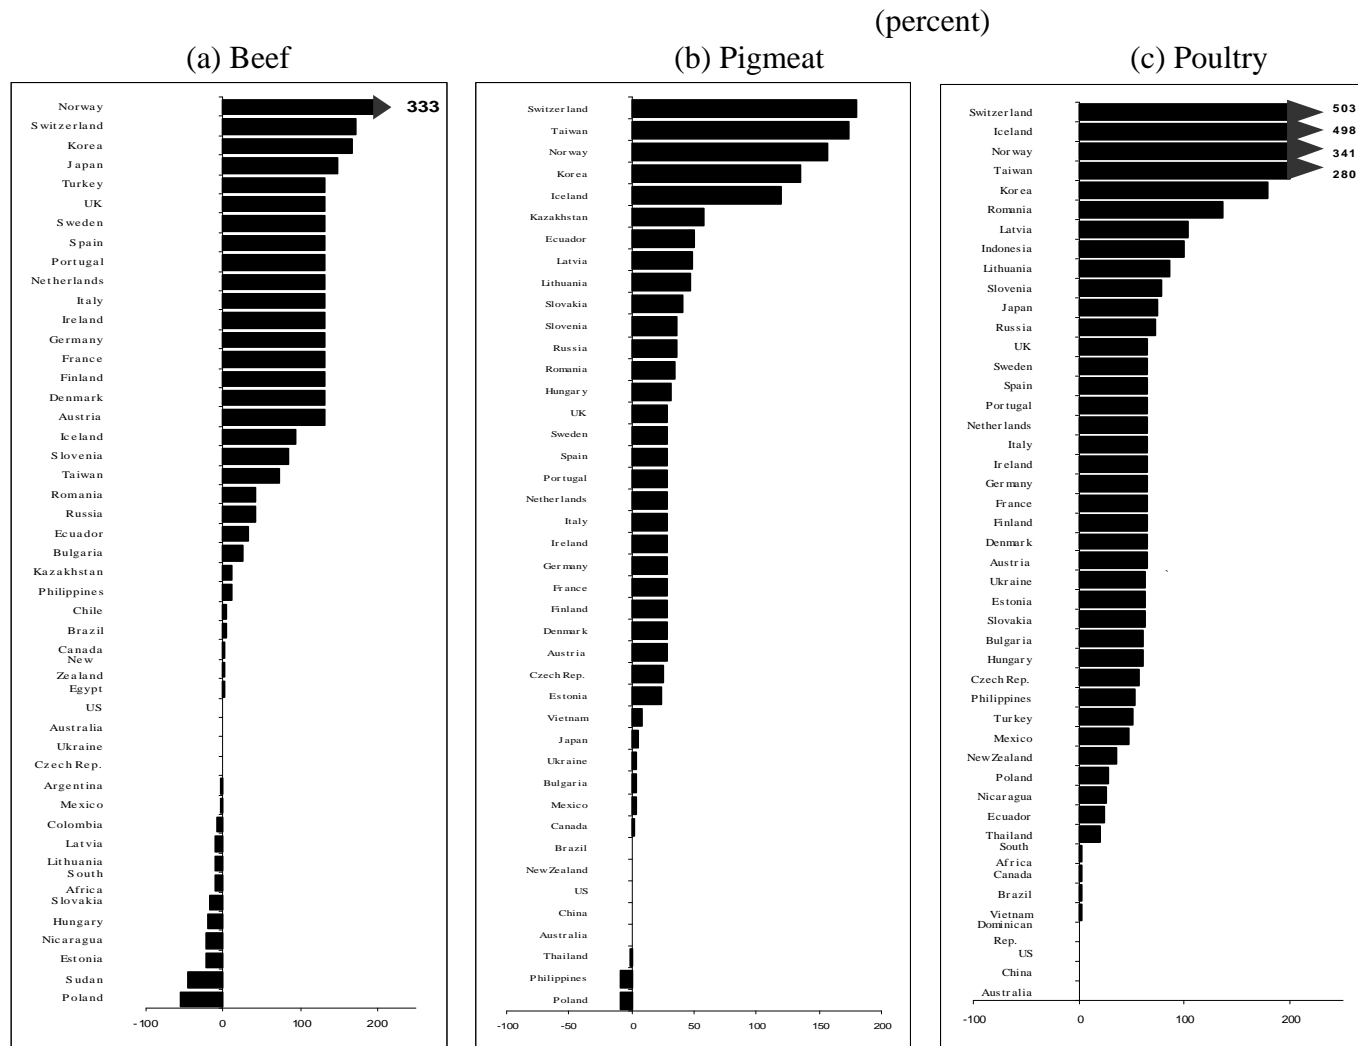 (percent)
(a) Beef
(b) Pigmeat
(c) Poultry
Norway
333
Switzerland
Korea
Japan
Turkey
UK
Sweden
Spain
Portugal
Netherlands
Italy
Ireland
Germany
France
Finland
Denmark
Austria
Iceland
Slovenia
Taiwan
Romania
Russia
Ecuador
Bulgaria
Kazakhstan
Philippines
Chile
Brazil
Canada
New
Zealand
Egypt
US
Australia
Ukraine
Czech Rep.
Argentina
Mexico
Colombia
Latvia
Lithuania
South
Africa
Slovakia
Hungary
Nicaragua
Estonia
Sudan
Poland
-100 0 100 200
Switzerland
Taiwan
Norway
Korea
Iceland
Kazakhstan
Ecuador
Latvia
Lithuania
Slovakia
Slovenia
Russia
Romania
Hungary
UK
Sweden
Spain
Portugal
Netherlands
Italy
Ireland
Germany
France
Finland
Denmark
Austria
Czech Rep.
Estonia
Vietnam
Japan
Ukraine
Bulgaria
Mexico
Canada
Brazil
New Zealand
US
China
Australia
Thailand
Philippines
Poland
-100 -50 0 50 100 150 200
Switzerland
503
Iceland
498
Norway
341
Taiwan
280
Korea
Romania
Latvia
Indonesia
Lithuania
Slovenia
Japan
Russia
UK
Sweden
Spain
Portugal
Netherlands
Italy
Ireland
Germany
France
Finland
Denmark
Austria
Ukraine
Estonia
Slovakia
Bulgaria
Hungary
Czech Rep.
Philippines
Turkey
Mexico
New Zealand
Poland
Nicaragua
Ecuador
Thailand
South
Africa
Canada
Brazil
Vietnam
Dominican
Rep.
US
China
Australia
-100 0 100 200